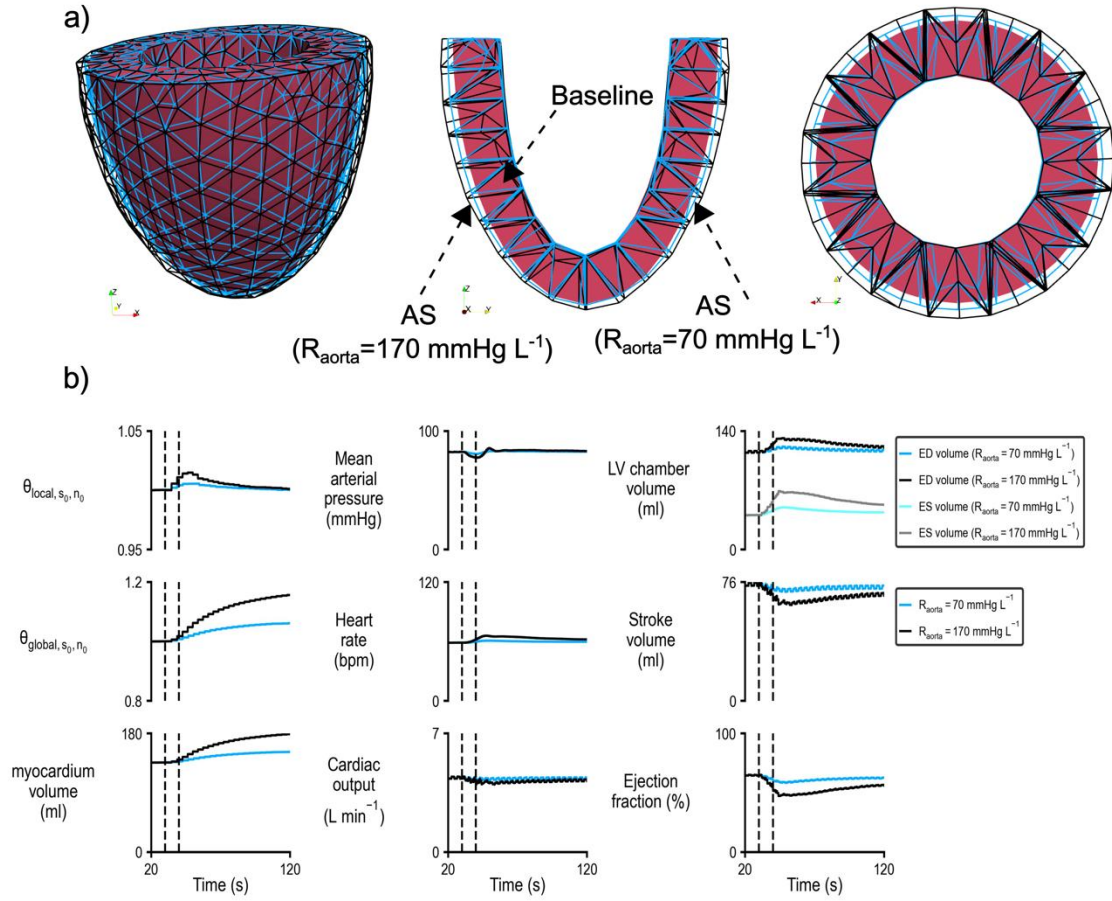 a)
Baseline
AS
(R_aorta=170 mmHg L⁻¹)
AS
(R_aorta=70 mmHg L⁻¹)
Z
Y
X
Z
X
Y
Y
X
Z
b)
θ_local, s₀, n₀
1.05
0.95
Mean
arterial
pressure
(mmHg)
100
0
LV chamber
volume
(ml)
140
0
ED volume (R_aorta = 70 mmHg L⁻¹)
ED volume (R_aorta = 170 mmHg L⁻¹)
ES volume (R_aorta = 70 mmHg L⁻¹)
ES volume (R_aorta = 170 mmHg L⁻¹)
θ_global, s₀, n₀
1.2
0.8
Heart
rate
(bpm)
120
0
Stroke
volume
(ml)
76
0
R_aorta = 70 mmHg L⁻¹
R_aorta = 170 mmHg L⁻¹
myocardium
volume
(ml)
180
0
20
120
Time (s)
Cardiac
output
(L min⁻¹)
7
0
20
120
Time (s)
Ejection
fraction (%)
100
0
20
120
Time (s)